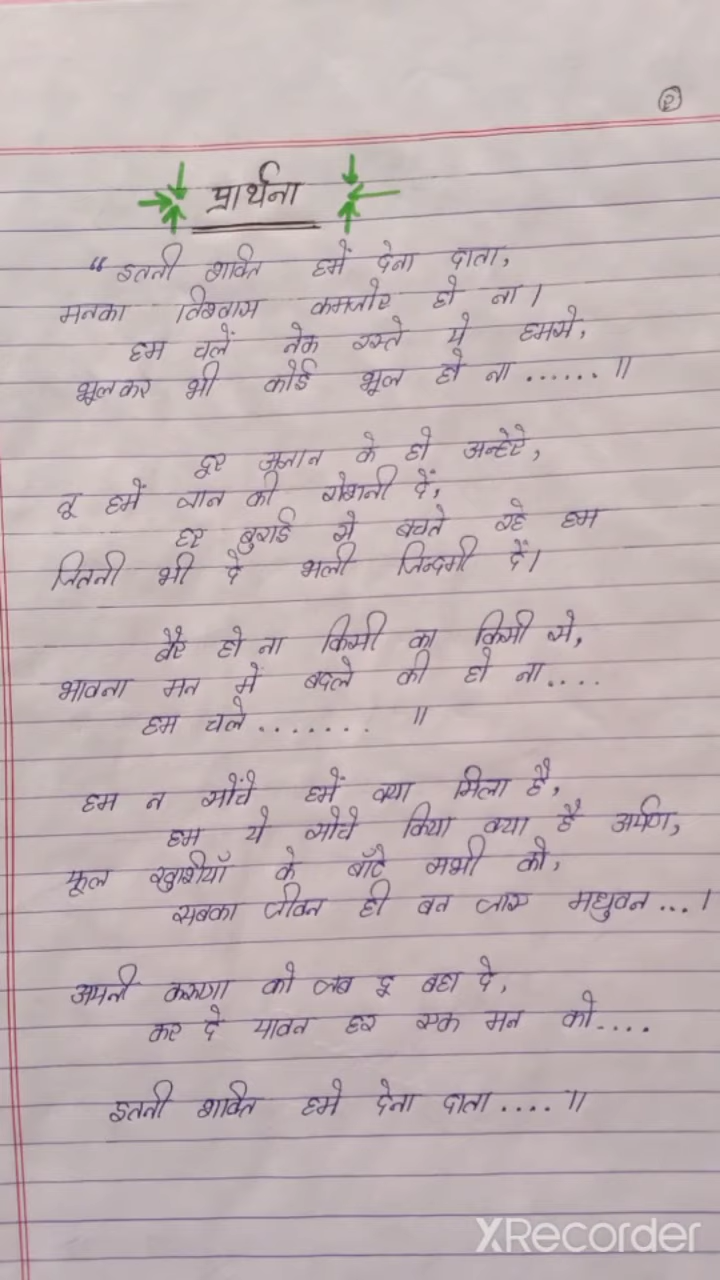 २
प्रार्थना
“ इतनी शक्ति हमें देना दाता,
मनका विश्वास कमजोर हो ना।
हम चलें नेक रस्ते पे हमसे,
भूलकर भी कोई भूल हो ना ...... ॥
दूर अज्ञान के हो अन्धेरे,
तू हमें ज्ञान की रोशनी दें,
हर बुराई से बचते रहे हम
जितनी भी दे भली जिन्दगी दें।
बैर हो ना किसी का किसी से,
भावना मन में बदले की हो ना....
हम चले ....... ॥
हम न सोंचे हमें क्या मिला है,
हम ये सोचे किया क्या है अर्पण,
फूल खुशीयाँ के बाँटे सभी को,
सबका जीवन ही बन जाए मधुवन ... ।
अपनी करुणा को जब तू बहा दे,
कर दे पावन हर एक मन को....
इतनी शक्ति हमे देना दाता .... ॥
XRecorder